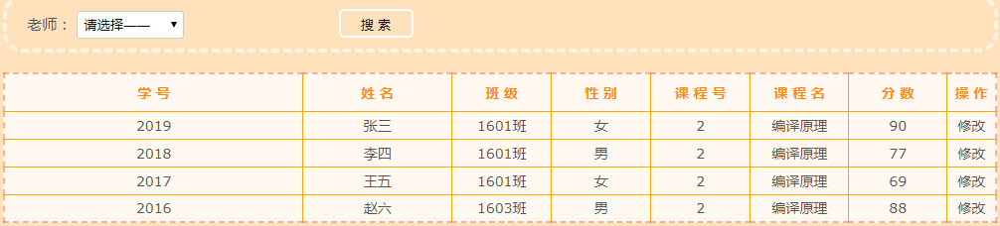 老师： 请选择—— 搜 索
学 号 姓 名 班 级 性 别 课 程 号 课 程 名 分 数 操 作
2019 张三 1601班 女 2 编译原理 90 修改
2018 李四 1601班 男 2 编译原理 77 修改
2017 王五 1601班 女 2 编译原理 69 修改
2016 赵六 1603班 男 2 编译原理 88 修改